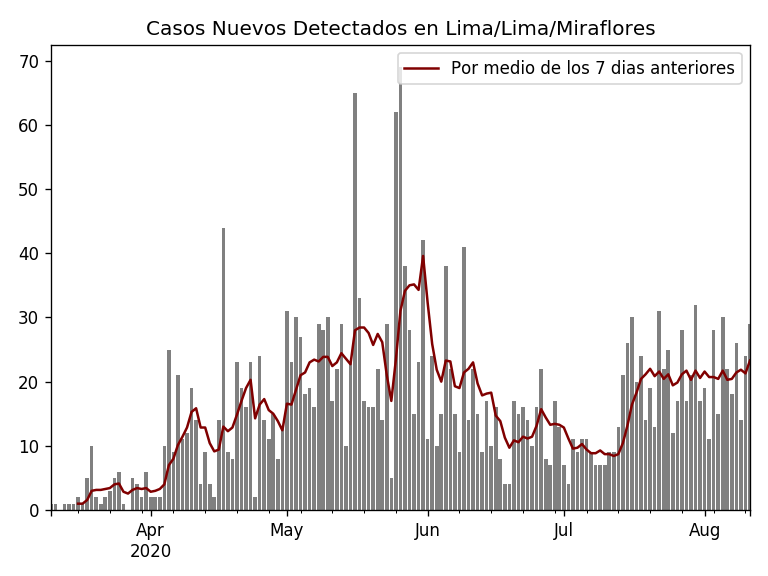 Casos Nuevos Detectados en Lima/Lima/Miraflores
Por medio de los 7 dias anteriores
70
60
50
40
30
20
10
0
Apr
2020
May
Jun
Jul
Aug